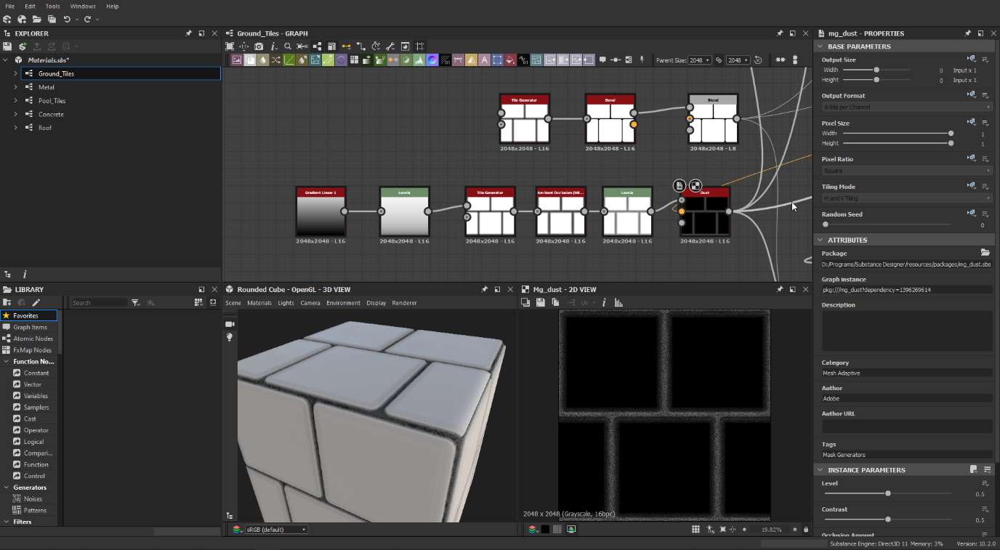 File Edit Tools Windows Help
EXPLORER
Materials.sbs*
Ground_Tiles
Metal
Pool_Tiles
Concrete
Roof
LIBRARY
Search
Favorites
Graph Items
Atomic Nodes
FxMap Nodes
Function No...
Constant
Vector
Variables
Samplers
Cast
Operator
Logical
Compari...
Function
Control
Generators
Noises
Patterns
Filters
Ground_Tiles - GRAPH
Parent Size: 2048 2048
Tile Generator
2048x2048 - L16
Bevel
2048x2048 - L16
Blend
2048x2048 - L8
Gradient Linear 1
2048x2048 - L16
Levels
2048x2048 - L16
Tile Generator
2048x2048 - L16
Ambient Occlusion (HB...
2048x2048 - L16
Levels
2048x2048 - L16
Dust
2048x2048 - L16
Rounded Cube - OpenGL - 3D VIEW
Scene Materials Lights Camera Environment Display Renderer
sRGB (default)
Mg_dust - 2D VIEW
UV
2048 x 2048 (Grayscale, 16bpc)
19.82%
mg_dust - PROPERTIES
BASE PARAMETERS
Output Size
Width 0 Input x 1
Height 0 Input x 1
Output Format
8 Bits per Channel
Pixel Size
Width 1
Height 1
Pixel Ratio
Square
Tiling Mode
H and V Tiling
Random Seed
0
ATTRIBUTES
Package
D:/Programs/Substance Designer/resources/packages/mg_dust.sbs
Graph instance
pkg:///mg_dust?dependency=1396269614
Description
Category
Mesh Adaptive
Author
Adobe
Author URL
Tags
Mask Generators
INSTANCE PARAMETERS
Level
0.5
Contrast
0.5
Occlusion Amount
Substance Engine: Direct3D 11 Memory: 3% Version: 10.2.0